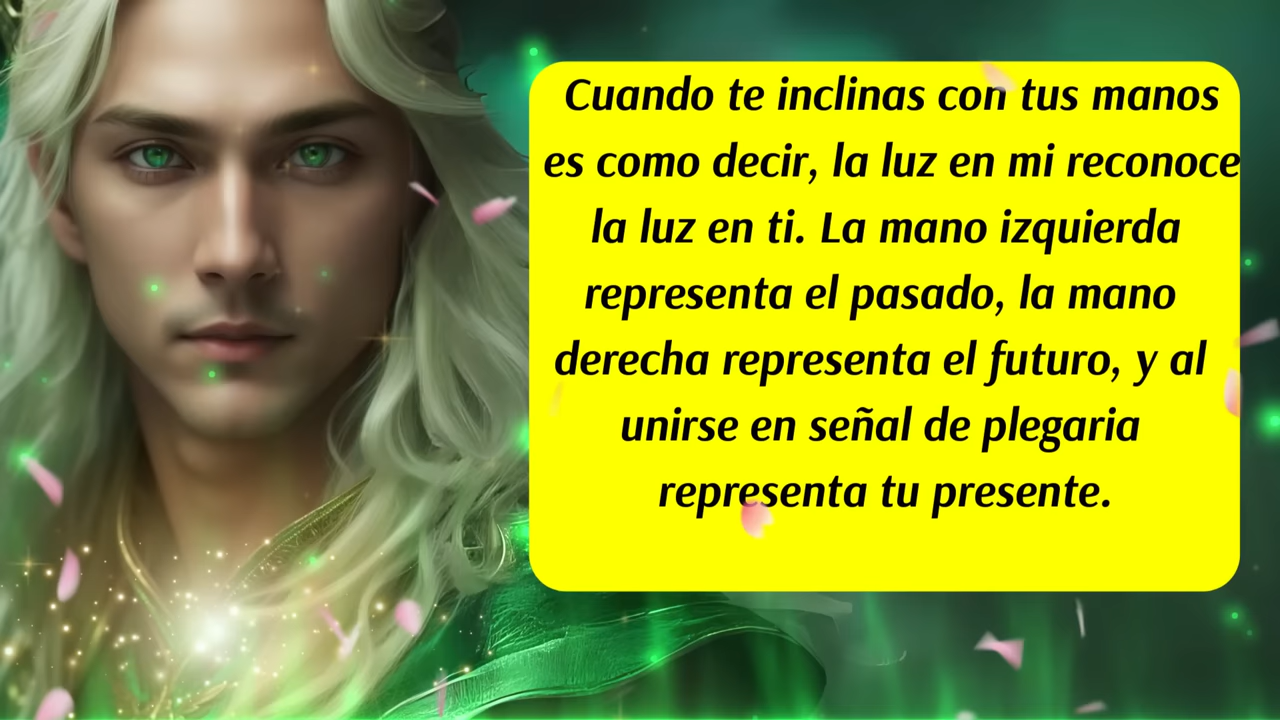 Cuando te inclinas con tus manos
es como decir, la luz en mi reconoce
la luz en ti. La mano izquierda
representa el pasado, la mano
derecha representa el futuro, y al
unirse en señal de plegaria
representa tu presente.